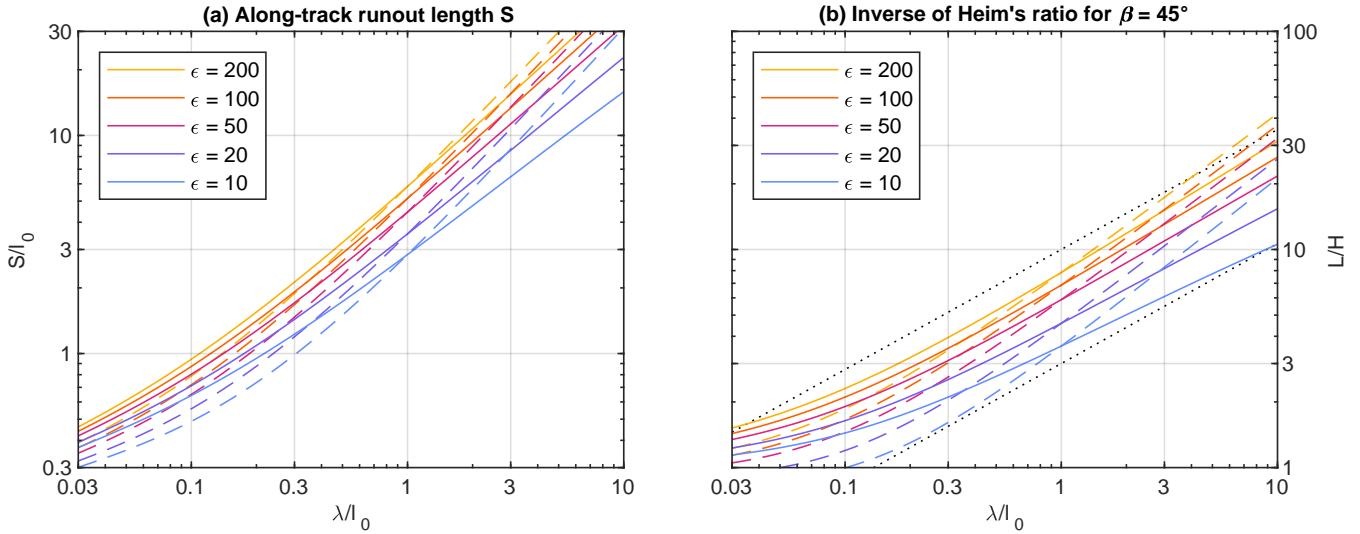 (a) Along-track runout length S
30
10
3
1
0.3
S/l0
ϵ = 200
ϵ = 100
ϵ = 50
ϵ = 20
ϵ = 10
0.03
0.1
0.3
1
3
10
λ/l0
(b) Inverse of Heim's ratio for β = 45°
ϵ = 200
ϵ = 100
ϵ = 50
ϵ = 20
ϵ = 10
100
30
10
3
1
L/H
0.03
0.1
0.3
1
3
10
λ/l0